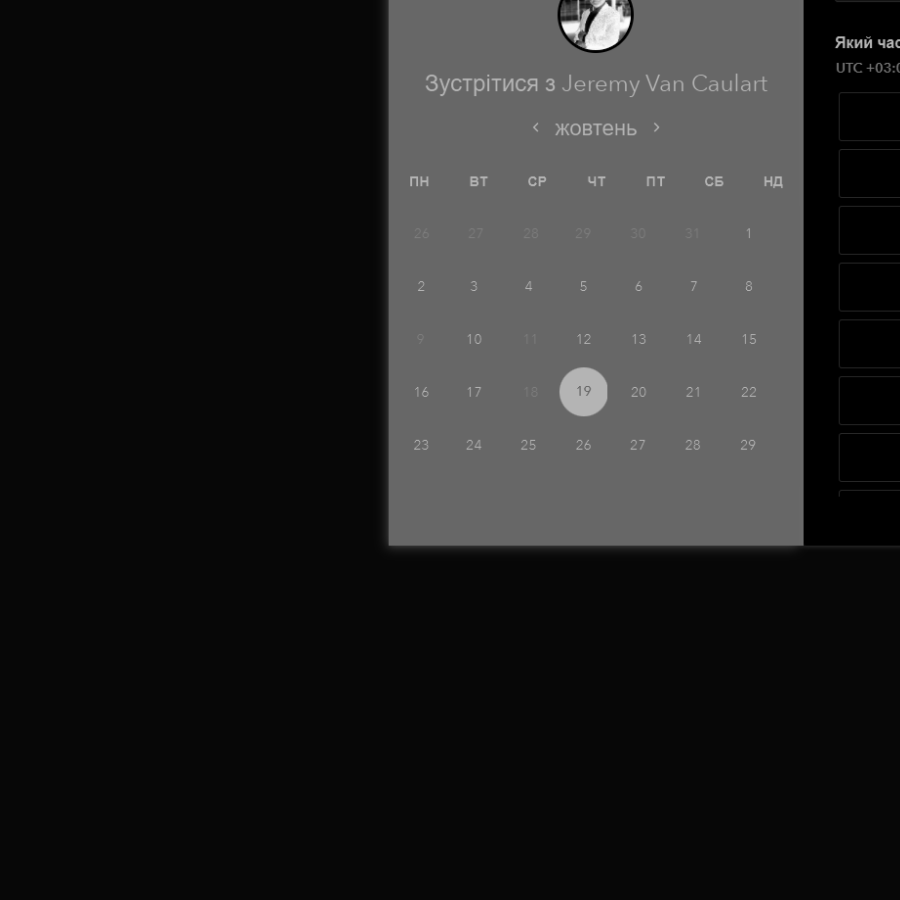 Зустрітися з Jeremy Van Caulart
‹ жовтень ›
ПН ВТ СР ЧТ ПТ СБ НД
26 27 28 29 30 31 1
2 3 4 5 6 7 8
9 10 11 12 13 14 15
16 17 18 19 20 21 22
23 24 25 26 27 28 29
Який час
UTC +03:0